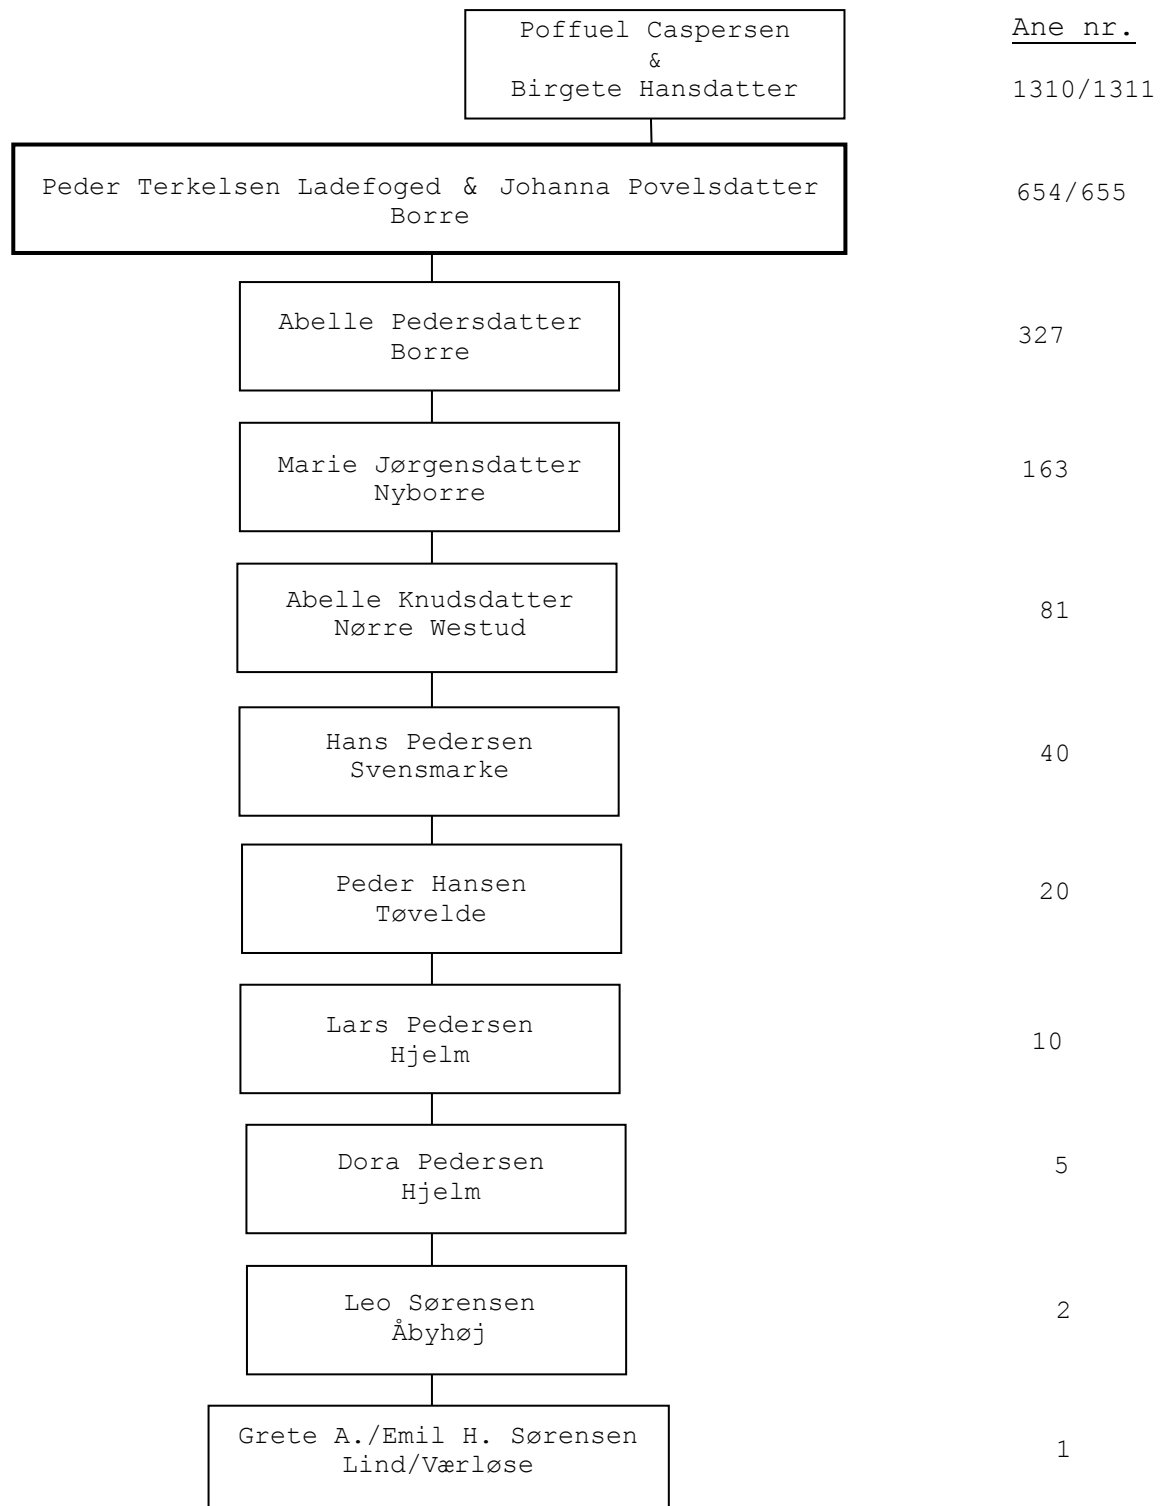 Poffuel Caspersen
&
Birgete Hansdatter
Ane nr.
1310/1311
Peder Terkelsen Ladefoged & Johanna Povelsdatter
Borre
654/655
Abelle Pedersdatter
Borre
327
Marie Jørgensdatter
Nyborre
163
Abelle Knudsdatter
Nørre Westud
81
Hans Pedersen
Svensmarke
40
Peder Hansen
Tøvelde
20
Lars Pedersen
Hjelm
10
Dora Pedersen
Hjelm
5
Leo Sørensen
Åbyhøj
2
Grete A./Emil H. Sørensen
Lind/Værløse
1